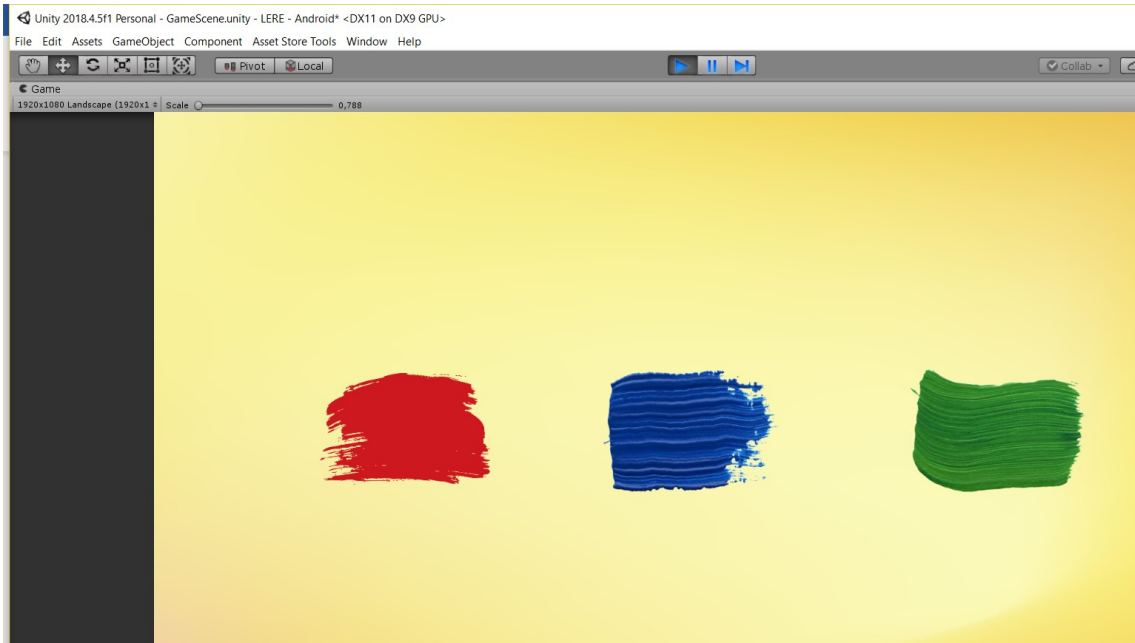 Unity 2018.4.5f1 Personal - GameScene.unity - LERE - Android* <DX11 on DX9 GPU>
File Edit Assets GameObject Component Asset Store Tools Window Help
Pivot Local Collab
Game
1920x1080 Landscape (1920x1 Scale 0,788